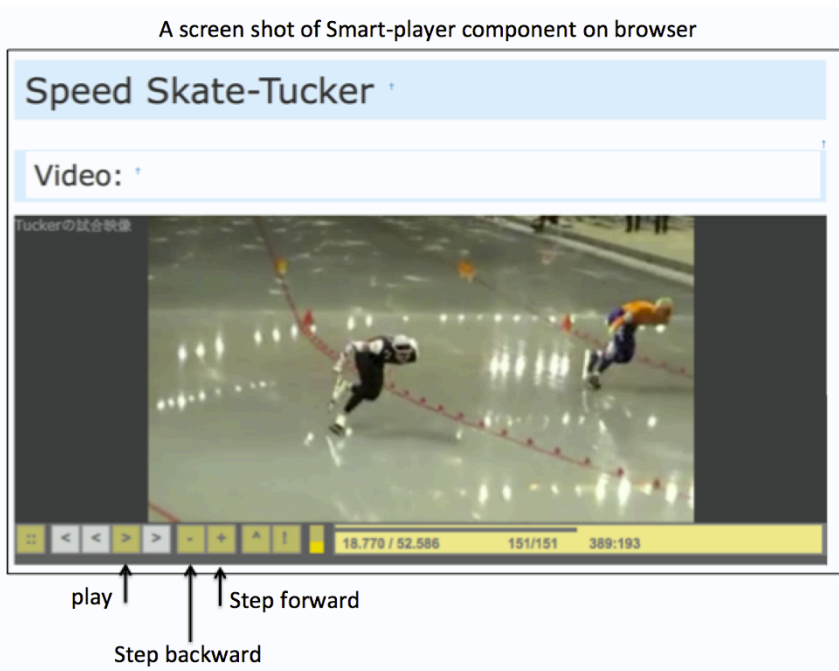 A screen shot of Smart-player component on browser
Speed Skate-Tucker †
†
Video: †
Tuckerの試合映像
:: < < > > - + ^ ! 18.770 / 52.586 151/151 389:193
play
Step forward
Step backward